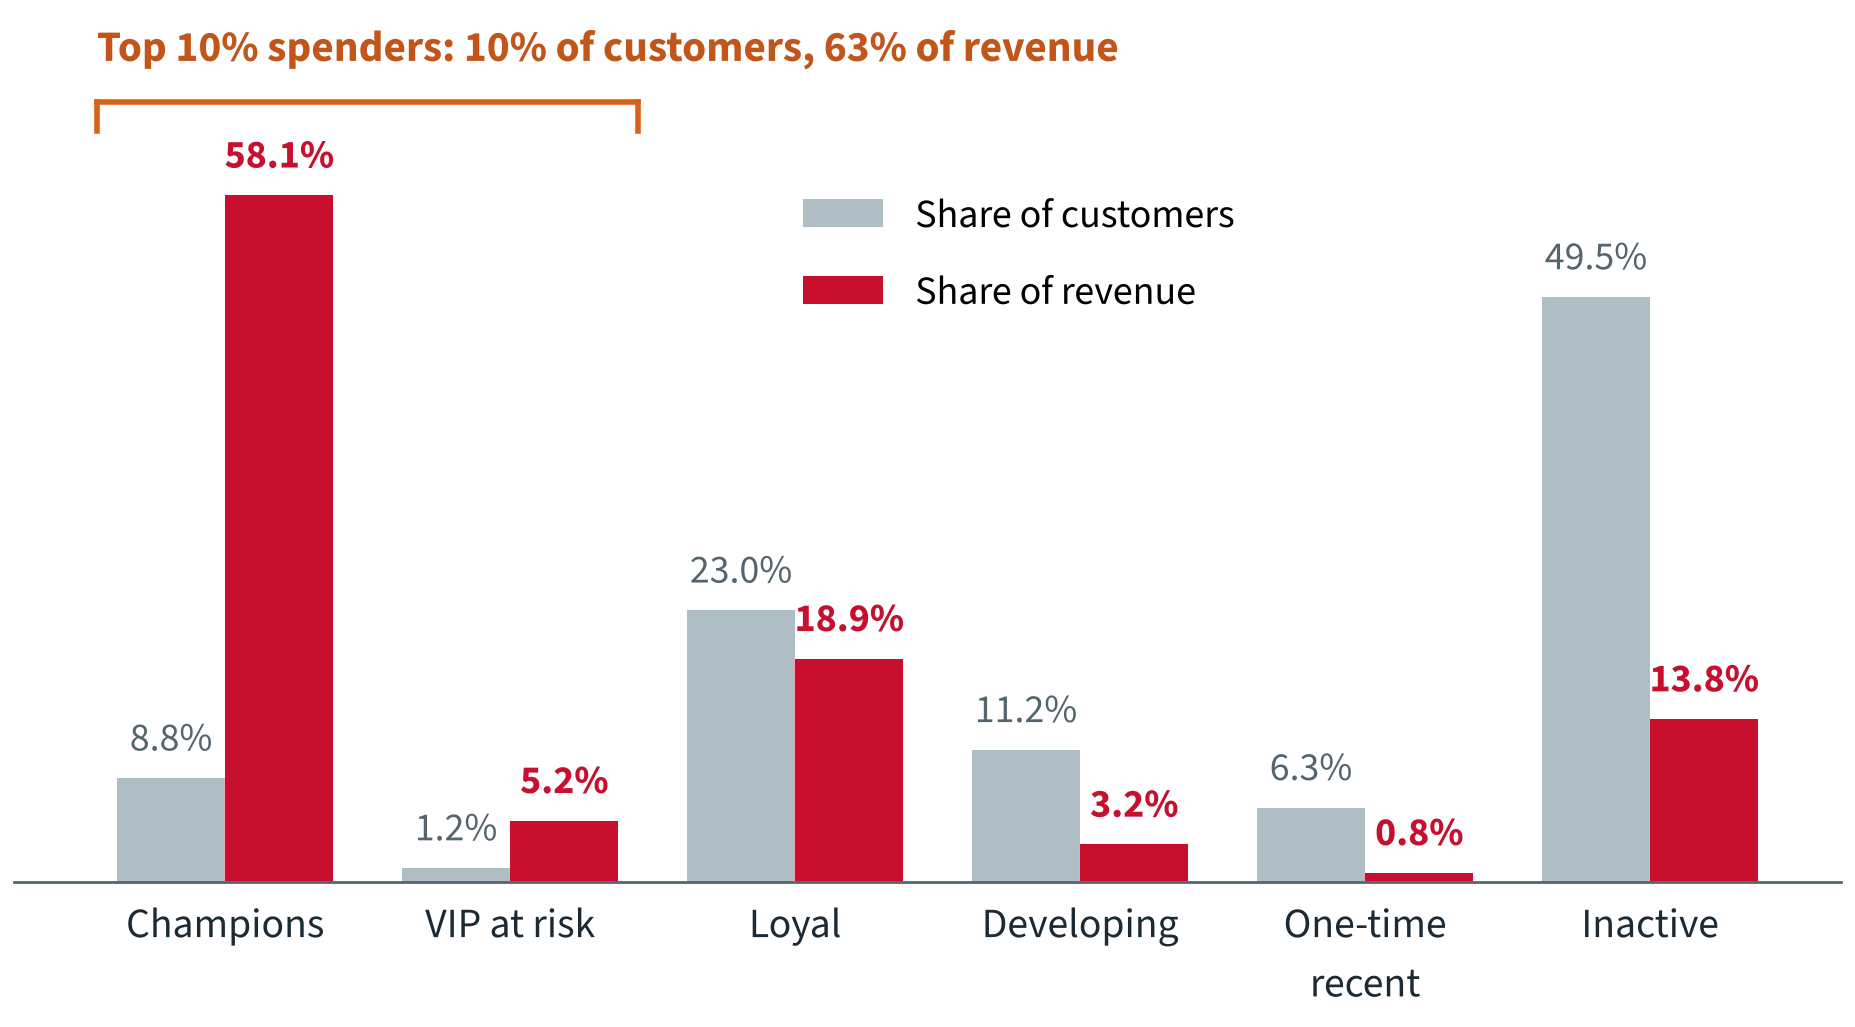 Top 10% spenders: 10% of customers, 63% of revenue
58.1%
Share of customers
Share of revenue
49.5%
23.0%
18.9%
13.8%
11.2%
8.8%
6.3%
5.2%
3.2%
1.2%
0.8%
Champions
VIP at risk
Loyal
Developing
One-time
recent
Inactive